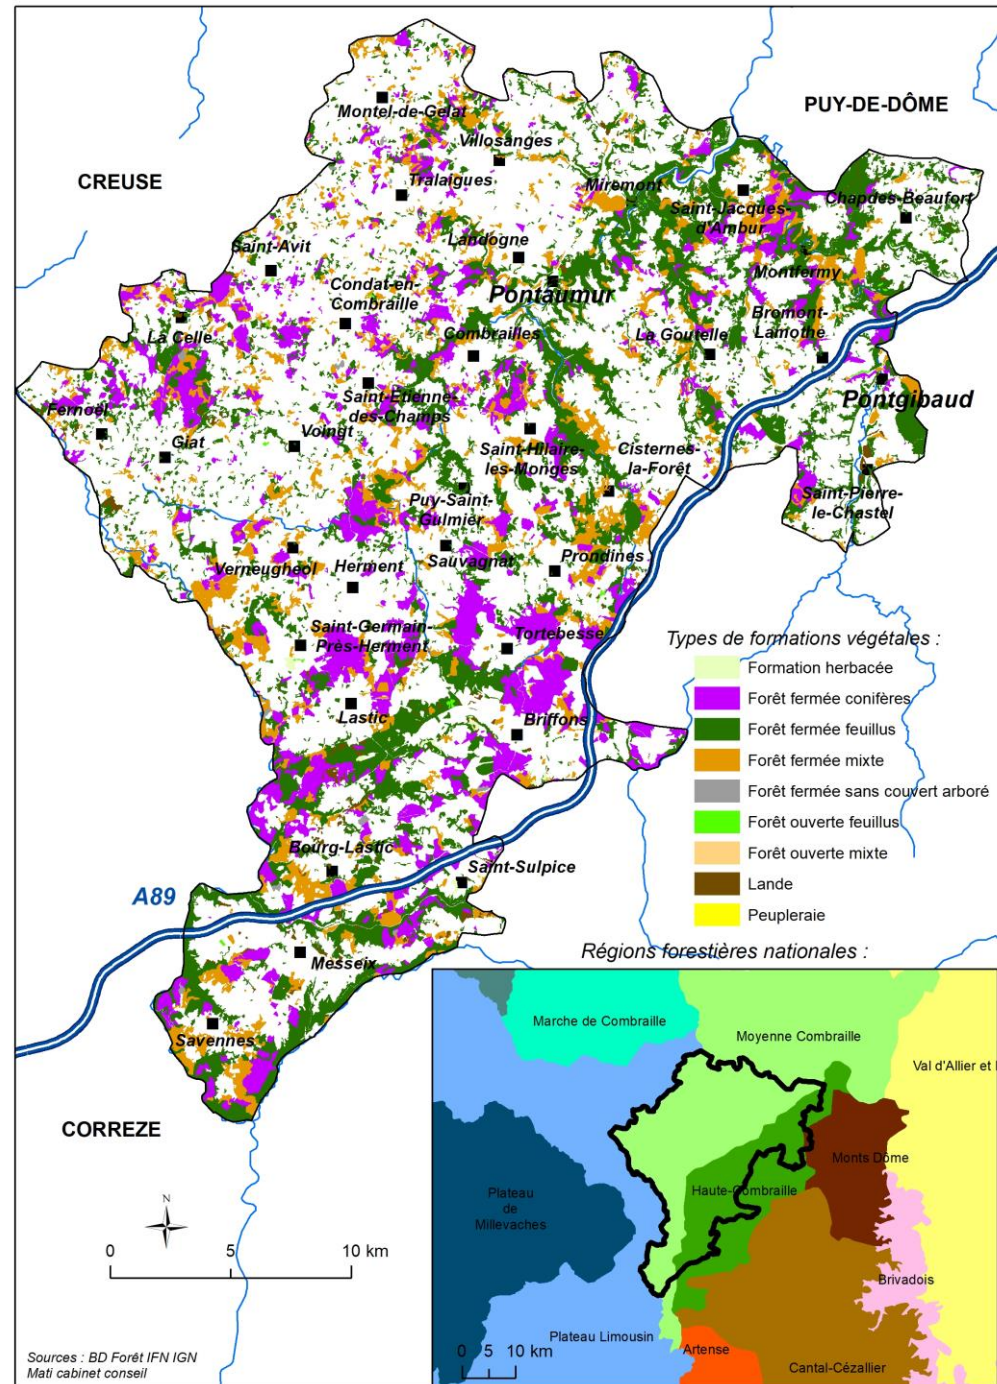 PUY-DE-DÔME
CREUSE
Montel-de-Gelat
Villosanges
Tralaigues
Miremont
Saint-Jacques-
d'Ambur
Chapdes-Beaufort
Saint-Avit
Landogne
Montfermy
Condat-en-
Combraille
Pontaumur
Bromont-
Lamothe
La Celle
Combrailles
La Goutelle
Saint-Etienne-
des-Champs
Pontgibaud
Fernoël
Giat
Voingt
Saint-Hilaire-
les-Monges
Cisternes-
la-Forêt
Puy-Saint-
Gulmier
Saint-Pierre-
le-Chastel
Verneugheol
Herment
Sauvagnat
Prondines
Saint-Germain-
Près-Herment
Tortebesse
Lastic
Briffons
Bourg-Lastic
Saint-Sulpice
A89
Messeix
Savennes
CORREZE
Types de formations végétales :
Formation herbacée
Forêt fermée conifères
Forêt fermée feuillus
Forêt fermée mixte
Forêt fermée sans couvert arboré
Forêt ouverte feuillus
Forêt ouverte mixte
Lande
Peupleraie
Régions forestières nationales :
Marche de Combraille
Moyenne Combraille
Val d'Allier et
Monts Dôme
Haute-Combraille
Plateau
de
Millevaches
Brivadois
Plateau Limousin
Artense
Cantal-Cézallier
0 5 10 km
N
0 5 10 km
Sources : BD Forêt IFN IGN
Mati cabinet conseil